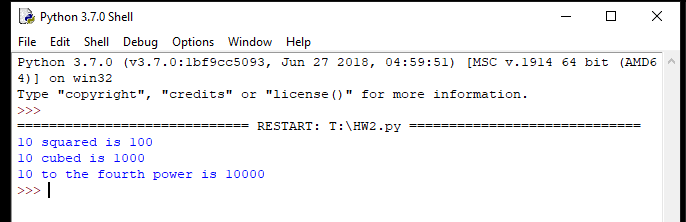 Python 3.7.0 Shell
File Edit Shell Debug Options Window Help
Python 3.7.0 (v3.7.0:1bf9cc5093, Jun 27 2018, 04:59:51) [MSC v.1914 64 bit (AMD6
4)] on win32
Type "copyright", "credits" or "license()" for more information.
>>>
============================= RESTART: T:\HW2.py =============================
10 squared is 100
10 cubed is 1000
10 to the fourth power is 10000
>>>